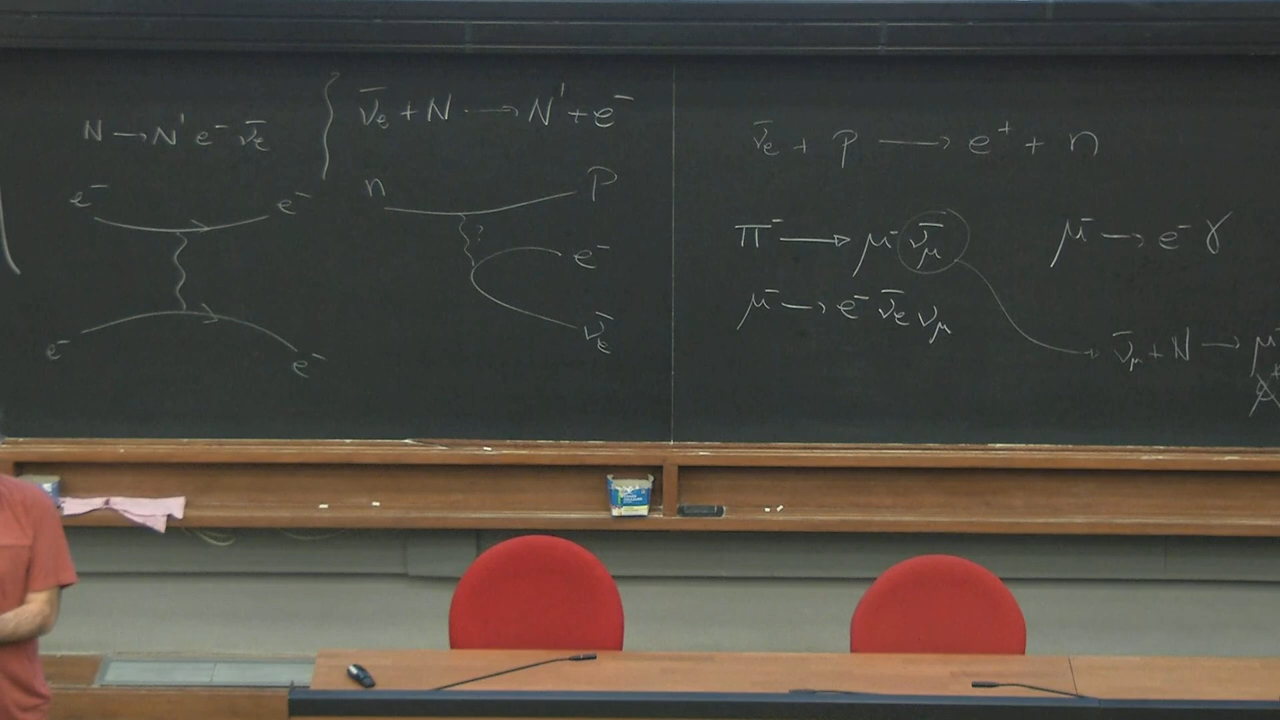 N → N' e⁻ ν̄e
e⁻ e⁻
e⁻ e⁻
ν̄e + N → N' + e⁻
n p
?
e⁻
ν̄e
ν̄e + p → e⁺ + n
π⁻ → μ⁻ ν̄μ
μ⁻ → e⁻ γ
μ⁻ → e⁻ ν̄e νμ
ν̄μ + N → μ⁻